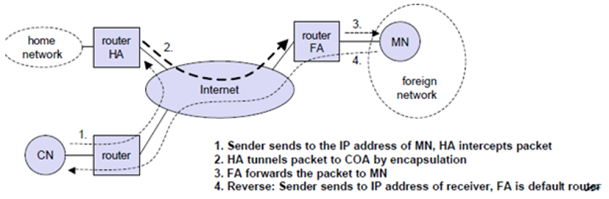 home
network
router
HA
2.
router
FA
3.
MN
4.
foreign
network
Internet
1.
CN
router
1. Sender sends to the IP address of MN, HA intercepts packet
2. HA tunnels packet to COA by encapsulation
3. FA forwards the packet to MN
4. Reverse: Sender sends to IP address of receiver, FA is default router